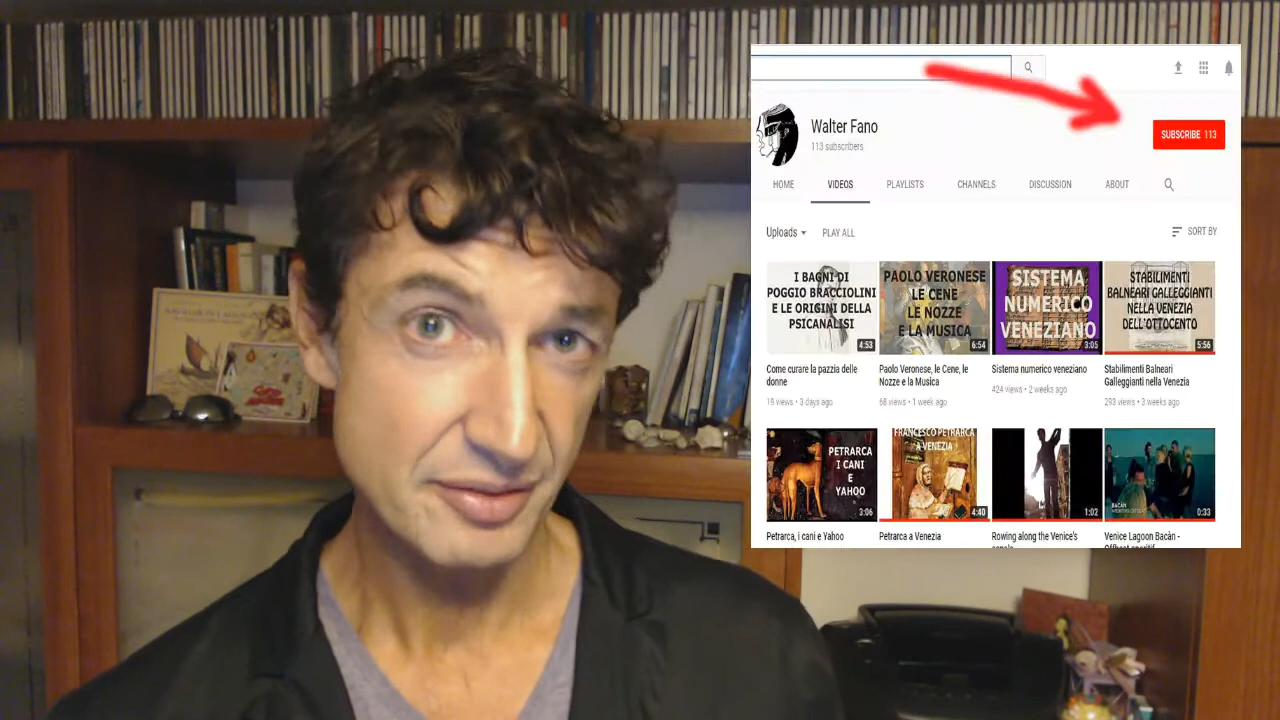 Walter Fano
113 subscribers
SUBSCRIBE 113
HOME
VIDEOS
PLAYLISTS
CHANNELS
DISCUSSION
ABOUT
Uploads
PLAY ALL
SORT BY
I BAGNI DI
POGGIO BRACCIOLINI
E LE ORIGINI DELLA
PSICANALISI
4:53
PAOLO VERONESE
LE CENE
LE NOZZE
E LA MUSICA
6:54
SISTEMA
NUMERICO
VENEZIANO
3:05
STABILIMENTI
BALNEARI GALLEGGIANTI
NELLA VENEZIA
DELL'OTTOCENTO
5:56
Come curare la pazzia delle
donne
19 views • 3 days ago
Paolo Veronese, le Cene, le
Nozze e la Musica
68 views • 1 week ago
Sistema numerico veneziano
424 views • 2 weeks ago
Stabilimenti Balneari
Galleggianti nella Venezia
293 views • 3 weeks ago
PETRARCA
I CANI
E
YAHOO
3:06
FRANCESCO PETRARCA
A VENEZIA
4:40
1:02
BACÀN
0:33
Petrarca, i cani e Yahoo
Petrarca a Venezia
Rowing along the Venice's
canals
Venice Lagoon Bacàn -
Offbeat aperitif